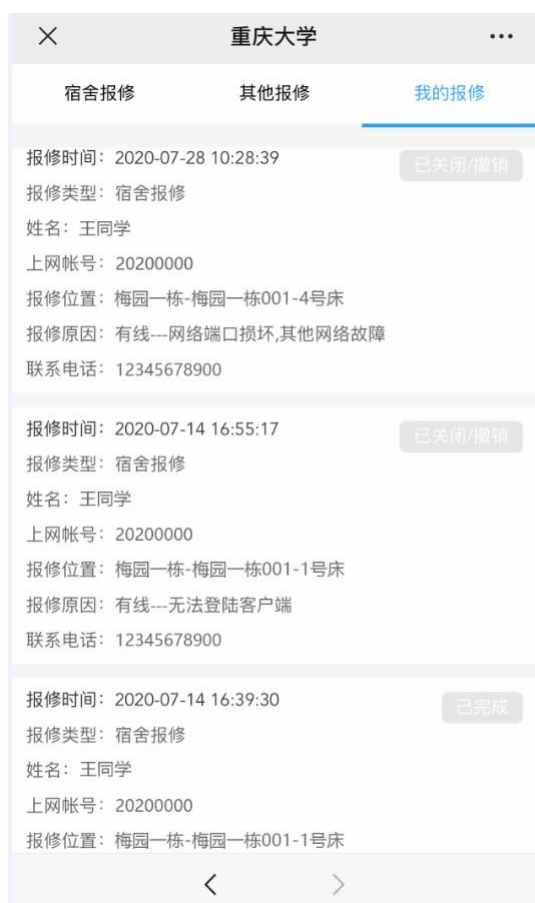 重庆大学
宿舍报修 其他报修 我的报修
报修时间：2020-07-28 10:28:39 已关闭/撤销
报修类型：宿舍报修
姓名：王同学
上网帐号：20200000
报修位置：梅园一栋-梅园一栋001-4号床
报修原因：有线---网络端口损坏,其他网络故障
联系电话：12345678900
报修时间：2020-07-14 16:55:17 已关闭/撤销
报修类型：宿舍报修
姓名：王同学
上网帐号：20200000
报修位置：梅园一栋-梅园一栋001-1号床
报修原因：有线---无法登陆客户端
联系电话：12345678900
报修时间：2020-07-14 16:39:30 已完成
报修类型：宿舍报修
姓名：王同学
上网帐号：20200000
报修位置：梅园一栋-梅园一栋001-1号床